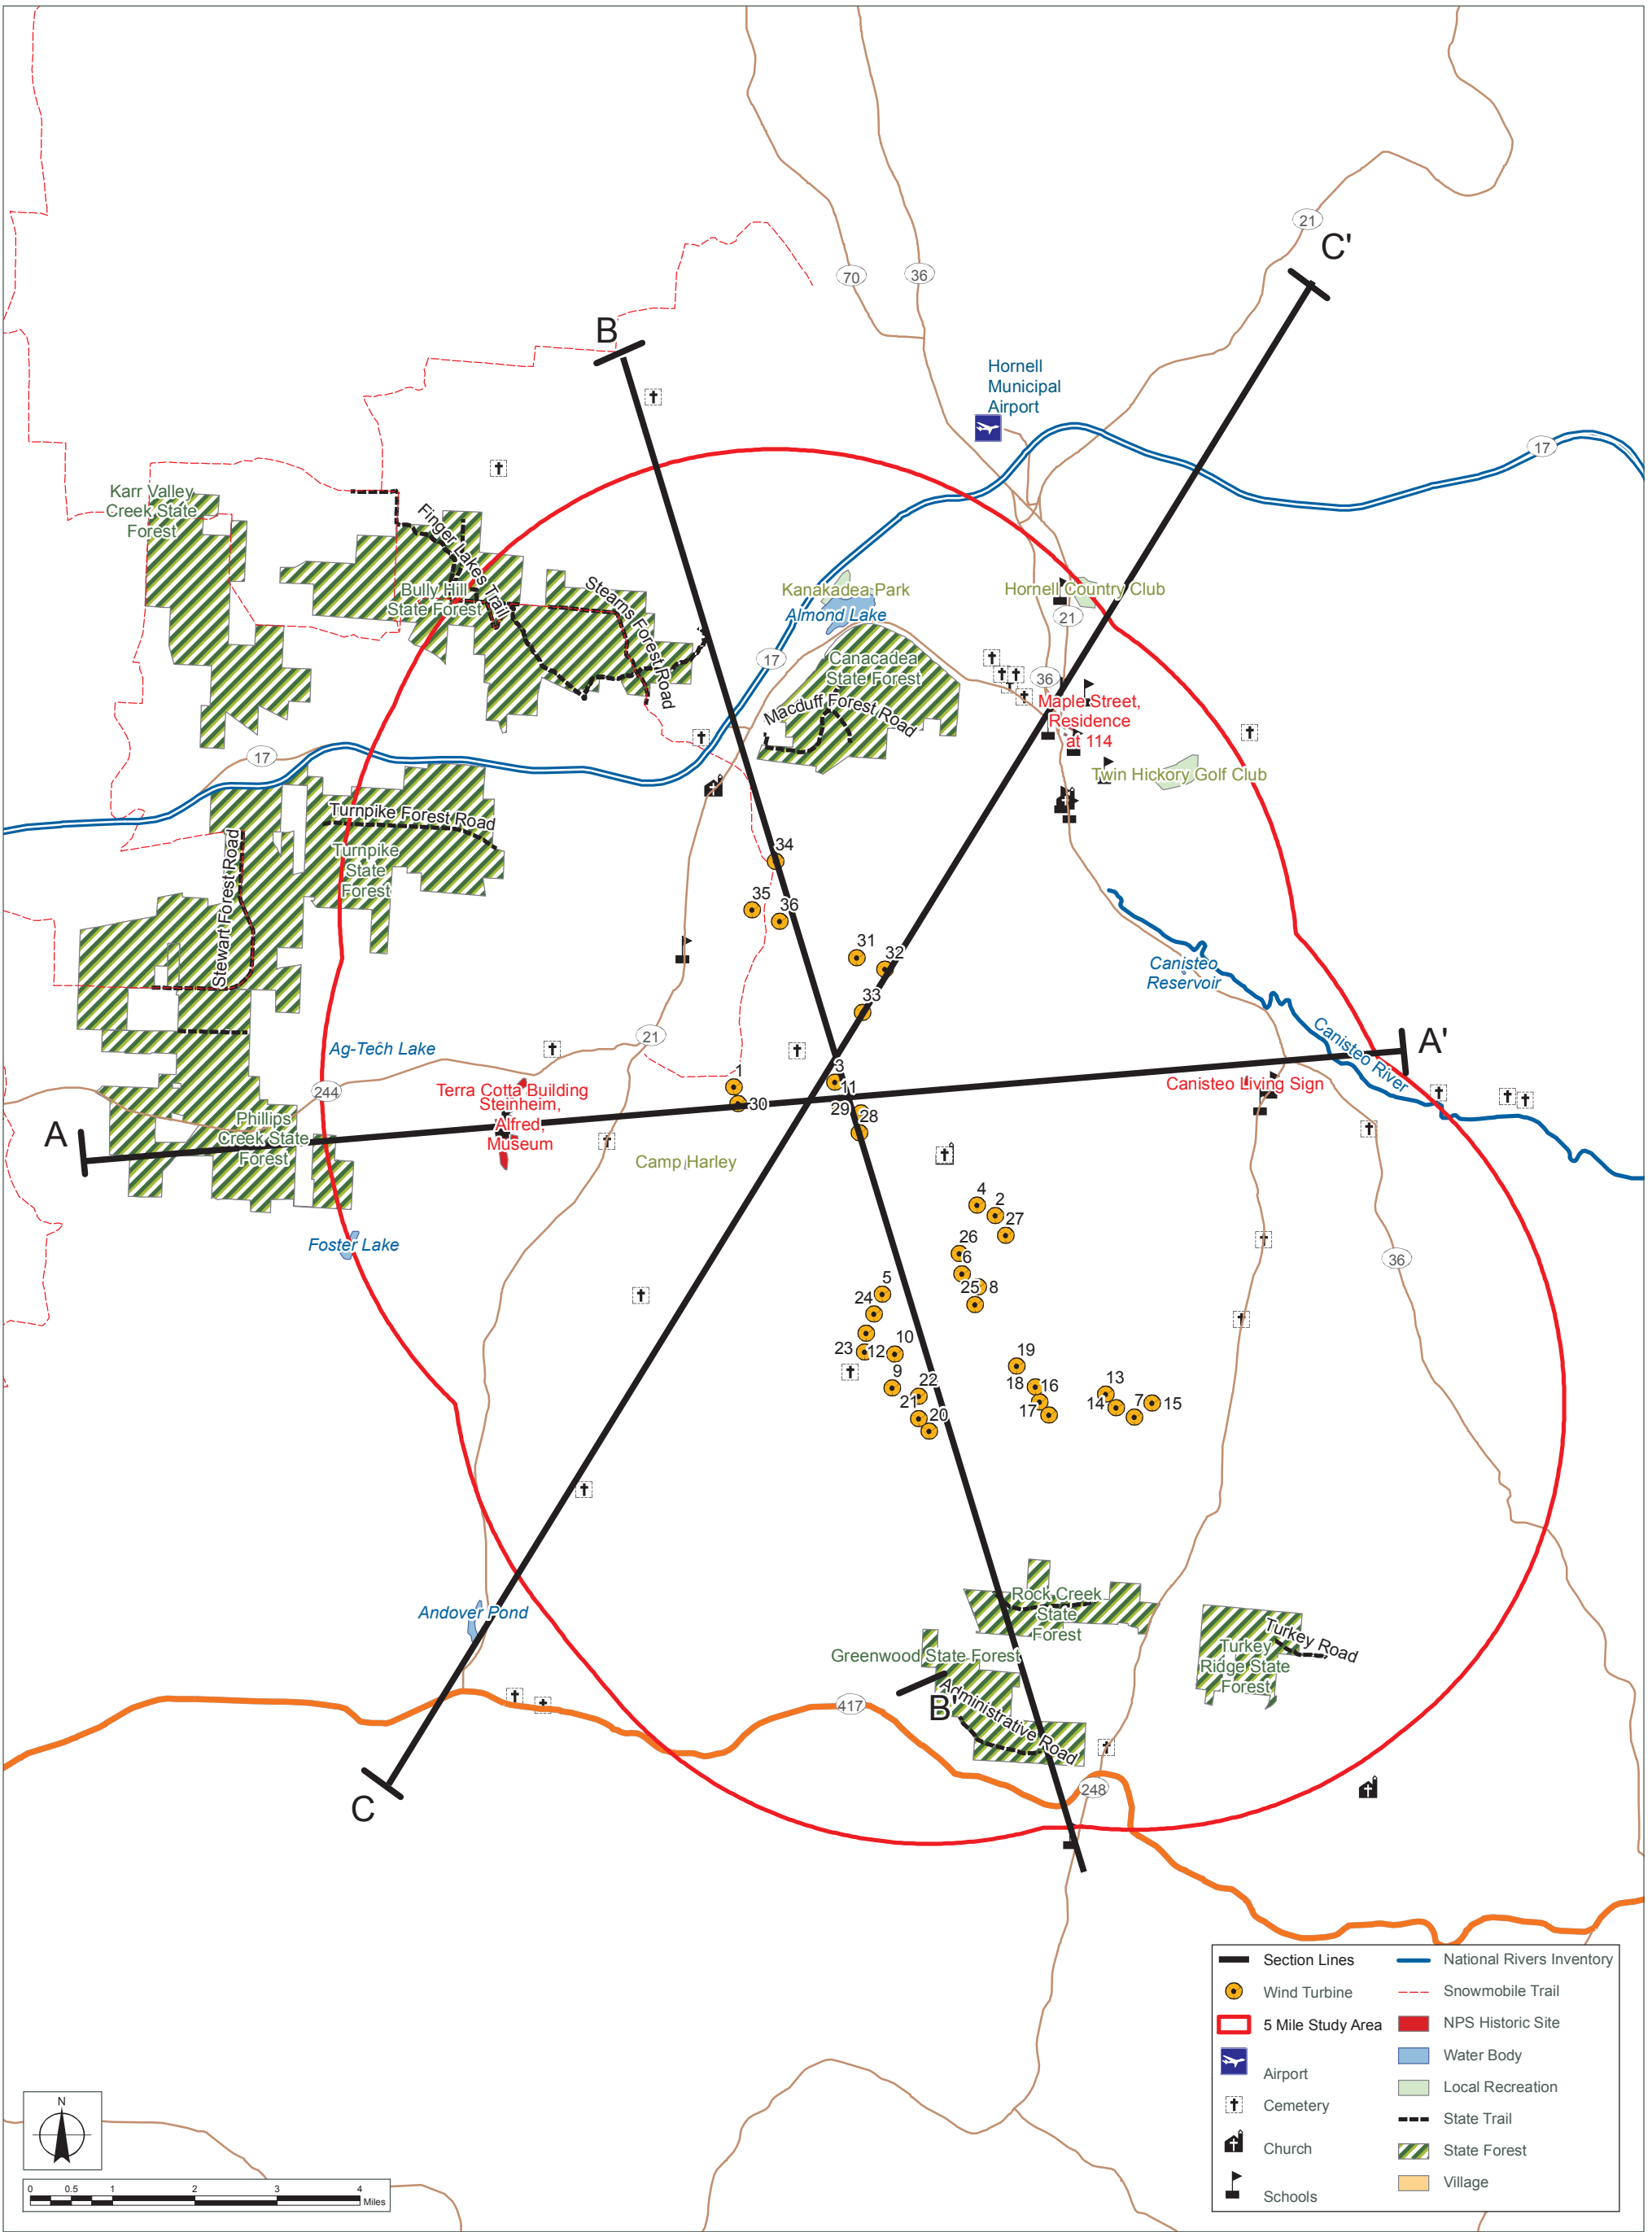 21
C'
B
70
36
Hornell
Municipal
Airport
17
Karr Valley
Creek State
Forest
Finger Lakes Trail
Bully Hill
State Forest
Stearns Forest Road
Kanakadea Park
Almond Lake
Hornell Country Club
21
17
Canacadea
State Forest
Macduff Forest Road
36
Maple Street,
Residence
at 114
17
Twin Hickory Golf Club
Turnpike Forest Road
Turnpike
State
Forest
Stewart Forest Road
34
35
36
31
32
33
Canisteo
Reservoir
Canisteo River
A'
21
Ag-Tech Lake
244
Terra Cotta Building
Steinheim,
Alfred,
Museum
1
30
3
11
29
28
Canisteo Living Sign
A
Phillips
Creek State
Forest
Camp Harley
Foster Lake
4
2
27
26
6
25
8
5
24
23
12
10
9
22
21
20
19
18
16
17
13
14
7
15
36
Rock Creek
State
Forest
Andover Pond
Greenwood State Forest
Turkey Road
Turkey
Ridge State
Forest
B'
Administrative Road
417
248
C
Section Lines
Wind Turbine
5 Mile Study Area
Airport
Cemetery
Church
Schools
National Rivers Inventory
Snowmobile Trail
NPS Historic Site
Water Body
Local Recreation
State Trail
State Forest
Village
N
0 0.5 1 2 3 4
Miles